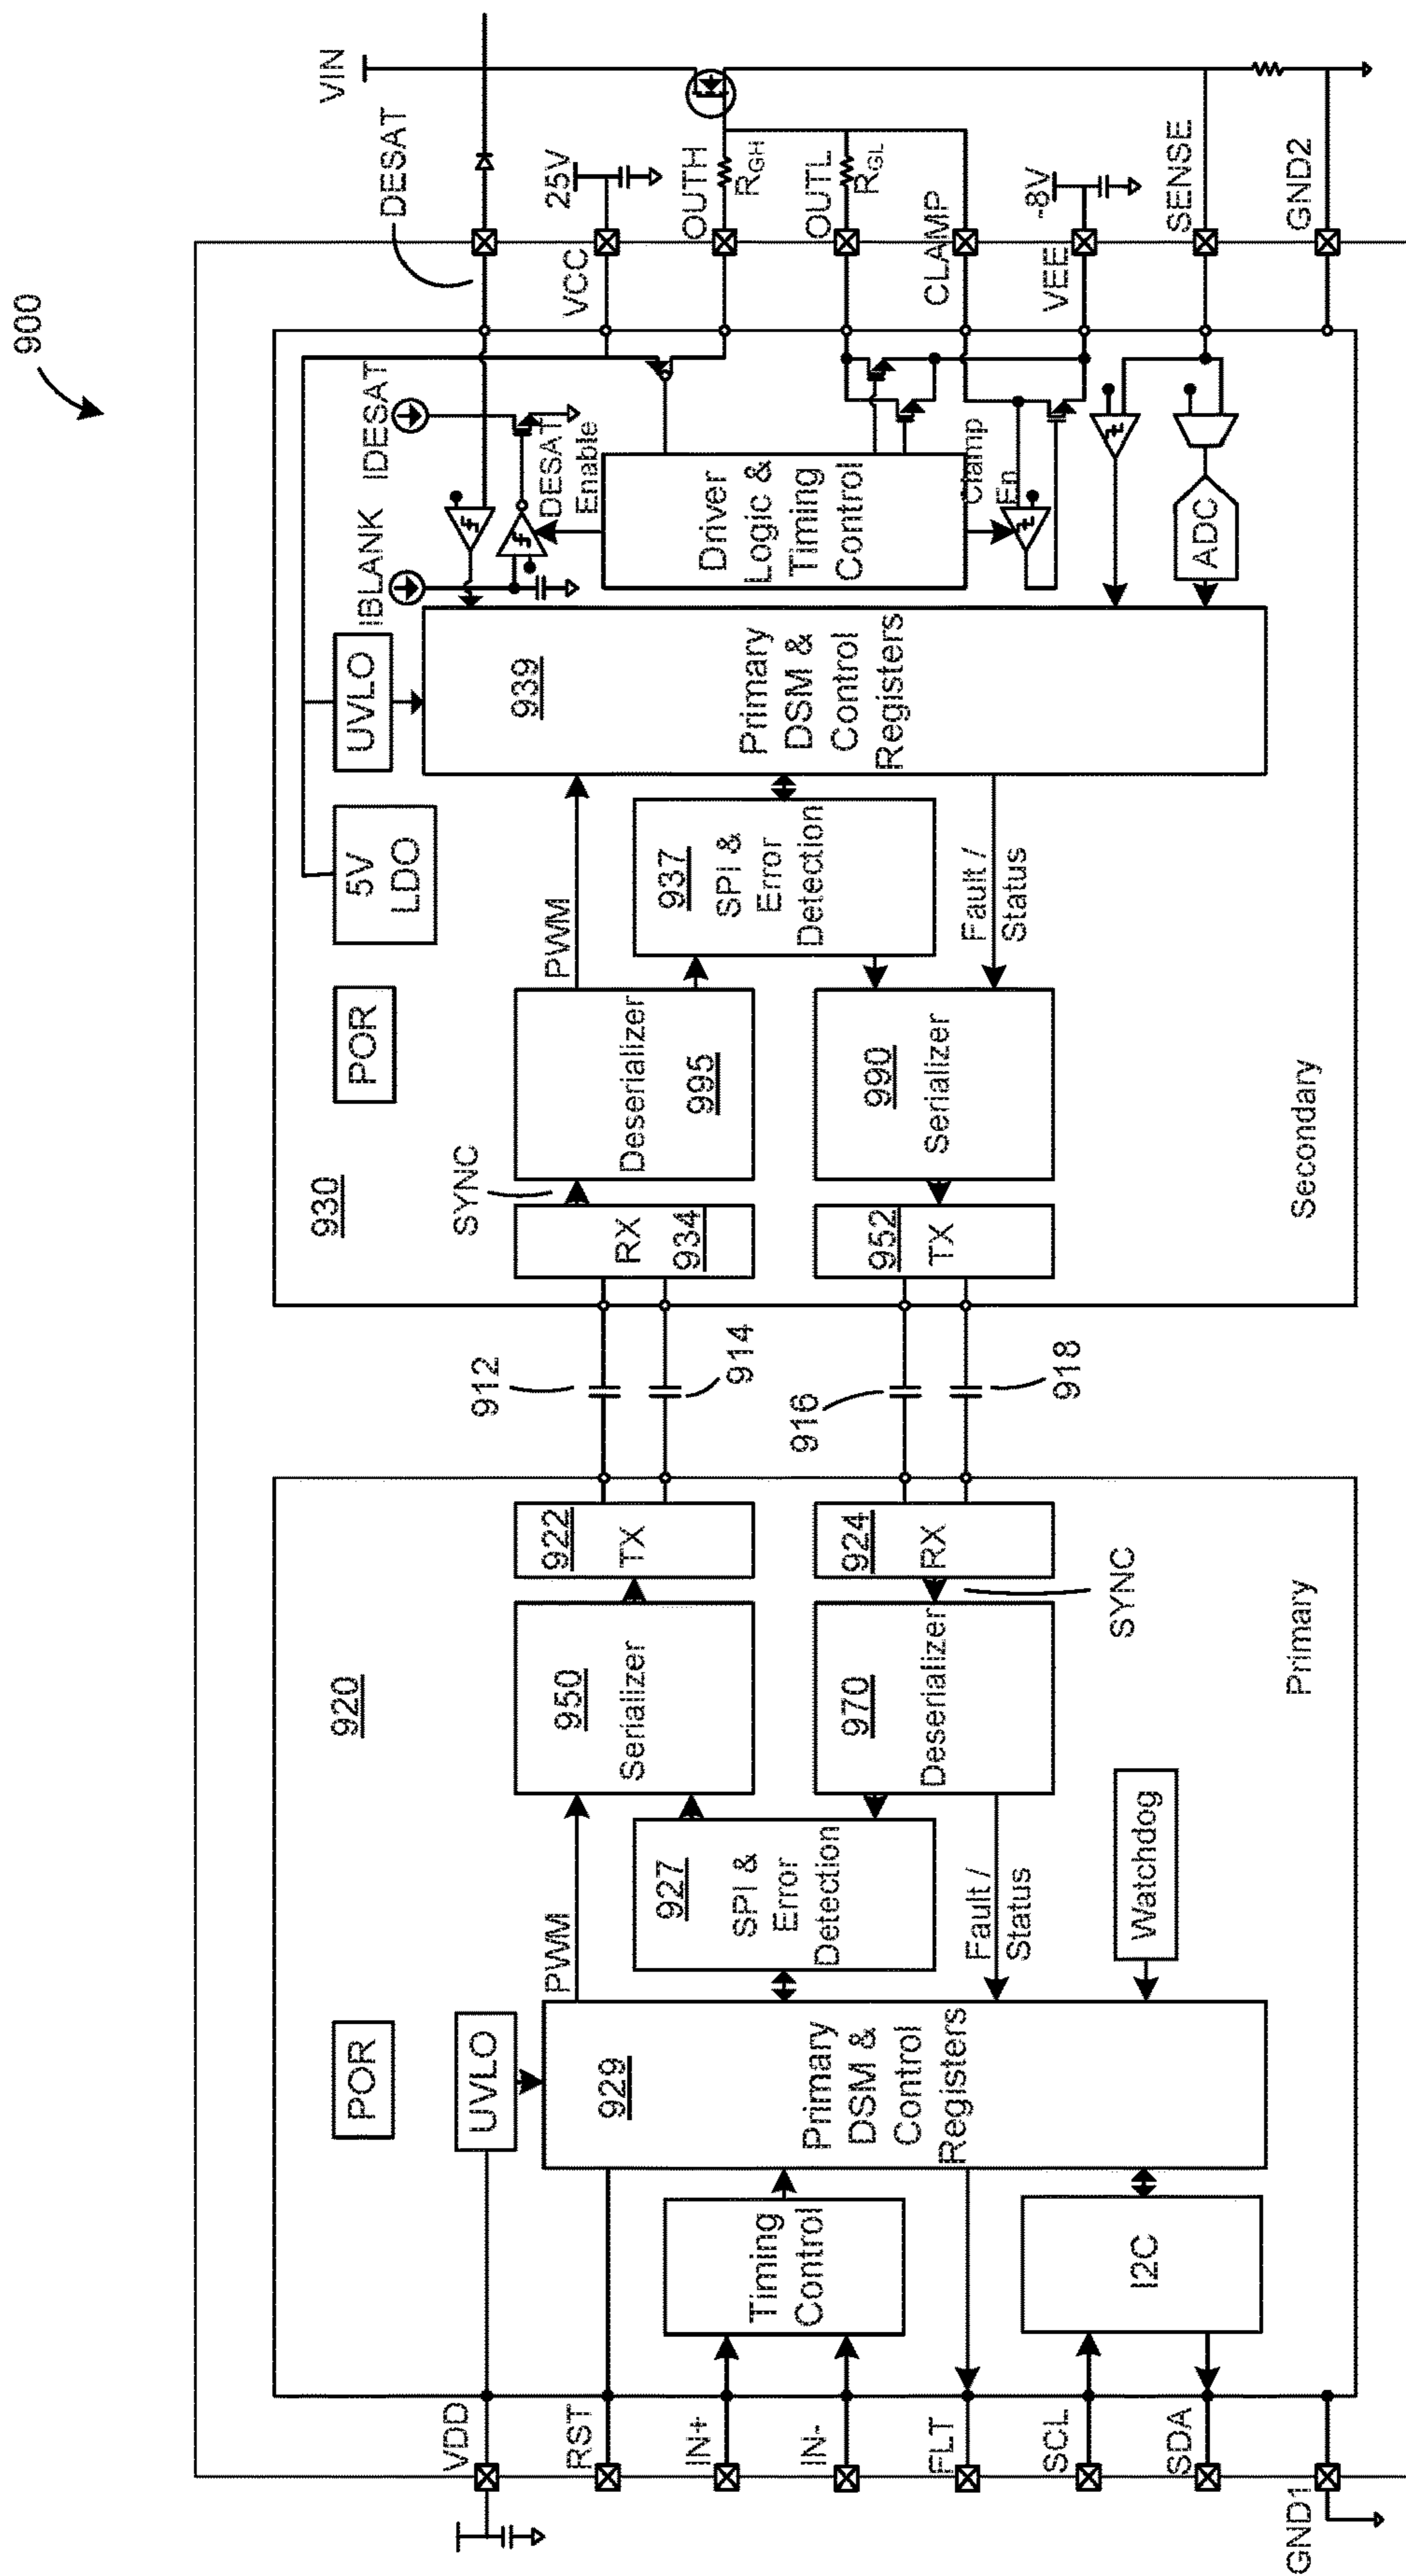 900
VIN
DESAT
25V
VCC
OUTH
RGH
OUTL
RGL
CLAMP
-8V
VEE
SENSE
GND2
IBLANK
IDESAT
DESAT
Enable
Driver
Logic &
Timing
Control
Clamp
En
ADC
UVLO
5V
LDO
POR
930
939
Primary
DSM &
Control
Registers
PWM
937
SPI &
Error
Detection
Fault /
Status
Deserializer
995
990
Serializer
SYNC
RX
934
952
TX
Secondary
912
914
916
918
920
922
TX
924
RX
SYNC
950
Serializer
970
Deserializer
Primary
PWM
927
SPI &
Error
Detection
Fault /
Status
Watchdog
POR
UVLO
929
Primary
DSM &
Control
Registers
Timing
Control
I2C
VDD
RST
IN+
IN-
FLT
SCL
SDA
GND1